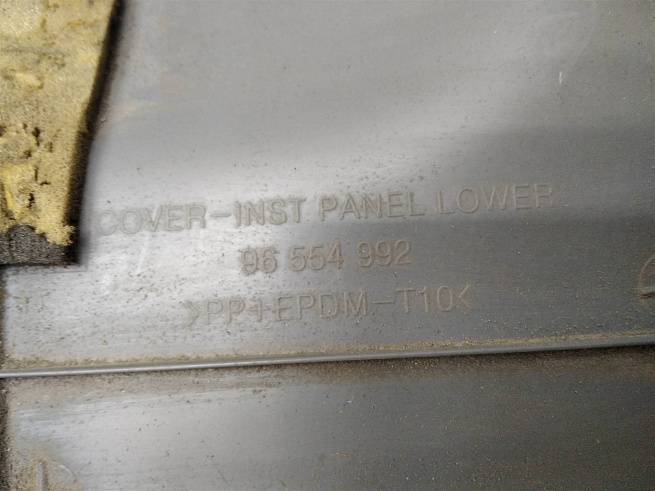 COVER-INST PANEL LOWER
96 554 992
>PP+EPDM-T10<